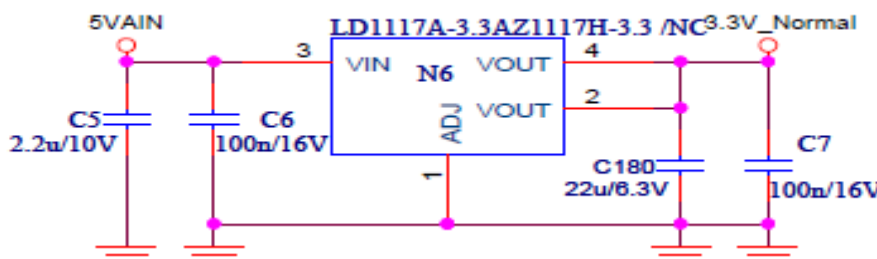 LD1117A-3.3AZ1117H-3.3 /NC
5VAIN
3.3V_Normal
3
VIN
N6
VOUT
4
VOUT
2
ADJ
1
C5
2.2u/10V
C6
100n/16V
C180
22u/6.3V
C7
100n/16V